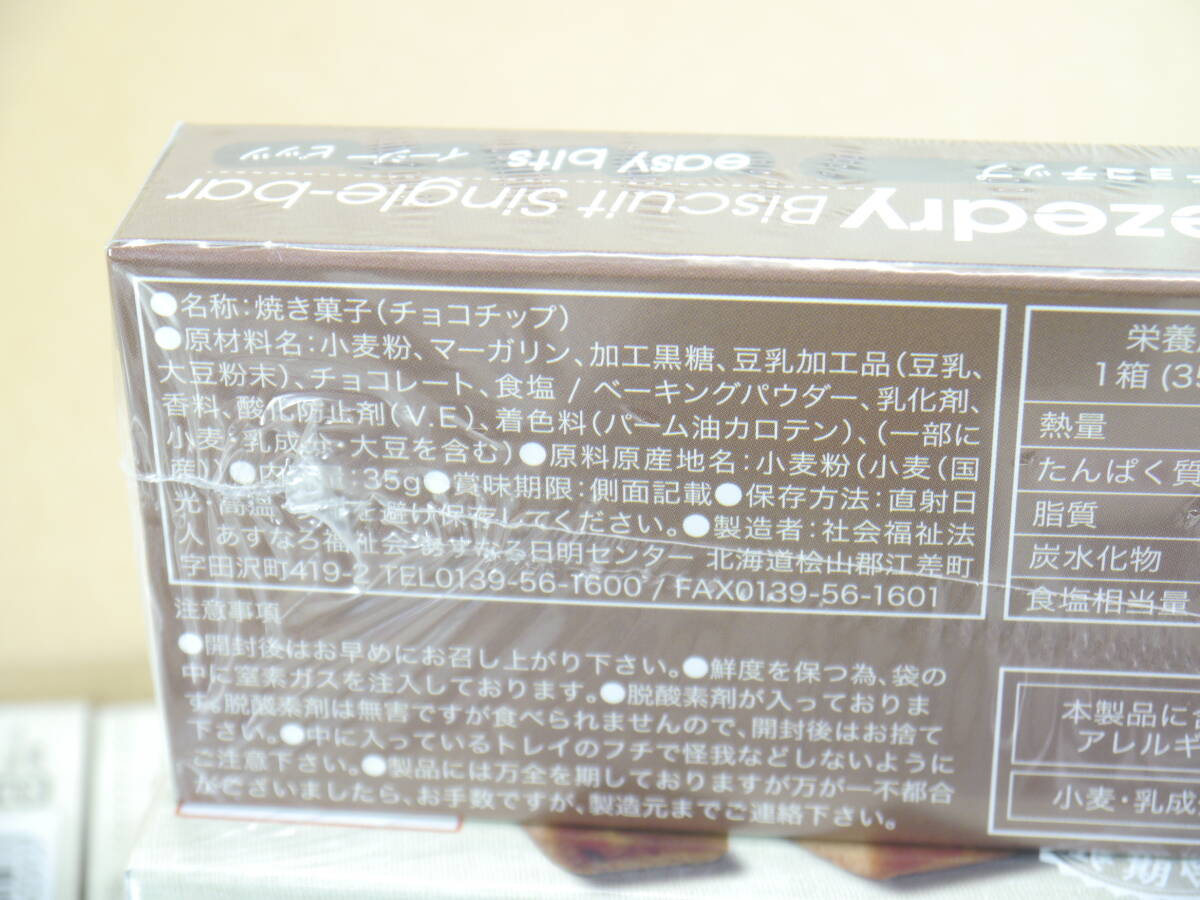 イージー ビッツ
easy bits
チョコチップ
ezedry Biscuit Single-bar
●名称：焼き菓子（チョコチップ）
●原材料名：小麦粉、マーガリン、加工黒糖、豆乳加工品（豆乳、
大豆粉末）、チョコレート、食塩 / ベーキングパウダー、乳化剤、
香料、酸化防止剤（V.E）、着色料（パーム油カロテン）、（一部に
小麦・乳成分・大豆を含む）●原料原産地名：小麦粉（小麦（国
産））●内 35g●賞味期限：側面記載●保存方法：直射日
光・高温 を避け保存してください。●製造者：社会福祉法
人 あすなろ福祉会 あすなろ日明センター 北海道桧山郡江差町
字田沢町419-2 TEL0139-56-1600 / FAX0139-56-1601
注意事項
●開封後はお早めにお召し上がり下さい。●鮮度を保つ為、袋の
中に窒素ガスを注入しております。●脱酸素剤が入っておりま
す。脱酸素剤は無害ですが食べられませんので、開封後はお捨て
下さい。●中に入っているトレイのフチで怪我などしないように
ご注意下さい。●製品には万全を期しておりますが万が一不都合
がございましたら、お手数ですが、製造元までご連絡下さい。
栄養
1箱 (35
熱量
たんぱく質
脂質
炭水化物
食塩相当量
本製品に
アレルギ
小麦・乳成